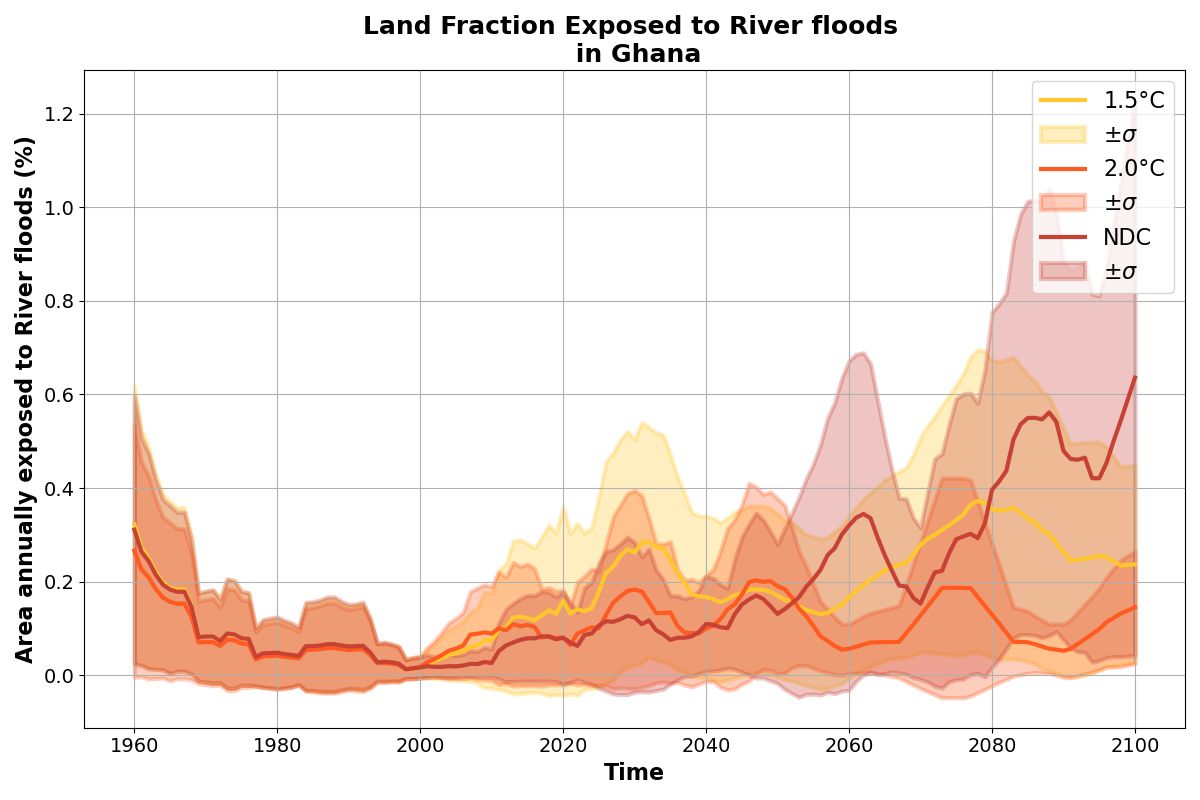 Land Fraction Exposed to River floods
in Ghana
Area annually exposed to River floods (%)
1.2
1.0
0.8
0.6
0.4
0.2
0.0
1.5°C
±σ
2.0°C
±σ
NDC
±σ
1960
1980
2000
2020
2040
2060
2080
2100
Time